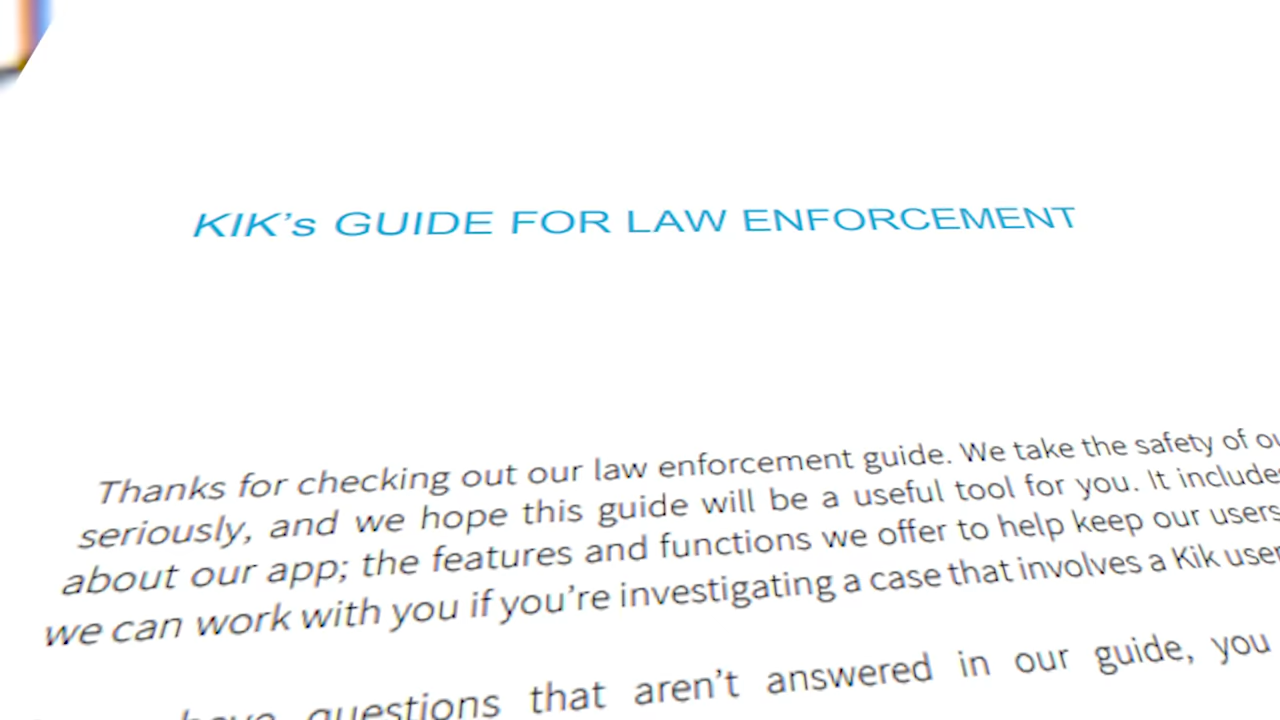 KIK's GUIDE FOR LAW ENFORCEMENT
Thanks for checking out our law enforcement guide. We take the safety of
seriously, and we hope this guide will be a useful tool for you. It includes
about our app; the features and functions we offer to help keep our users
we can work with you if you're investigating a case that involves a Kik user
have questions that aren't answered in our guide, you